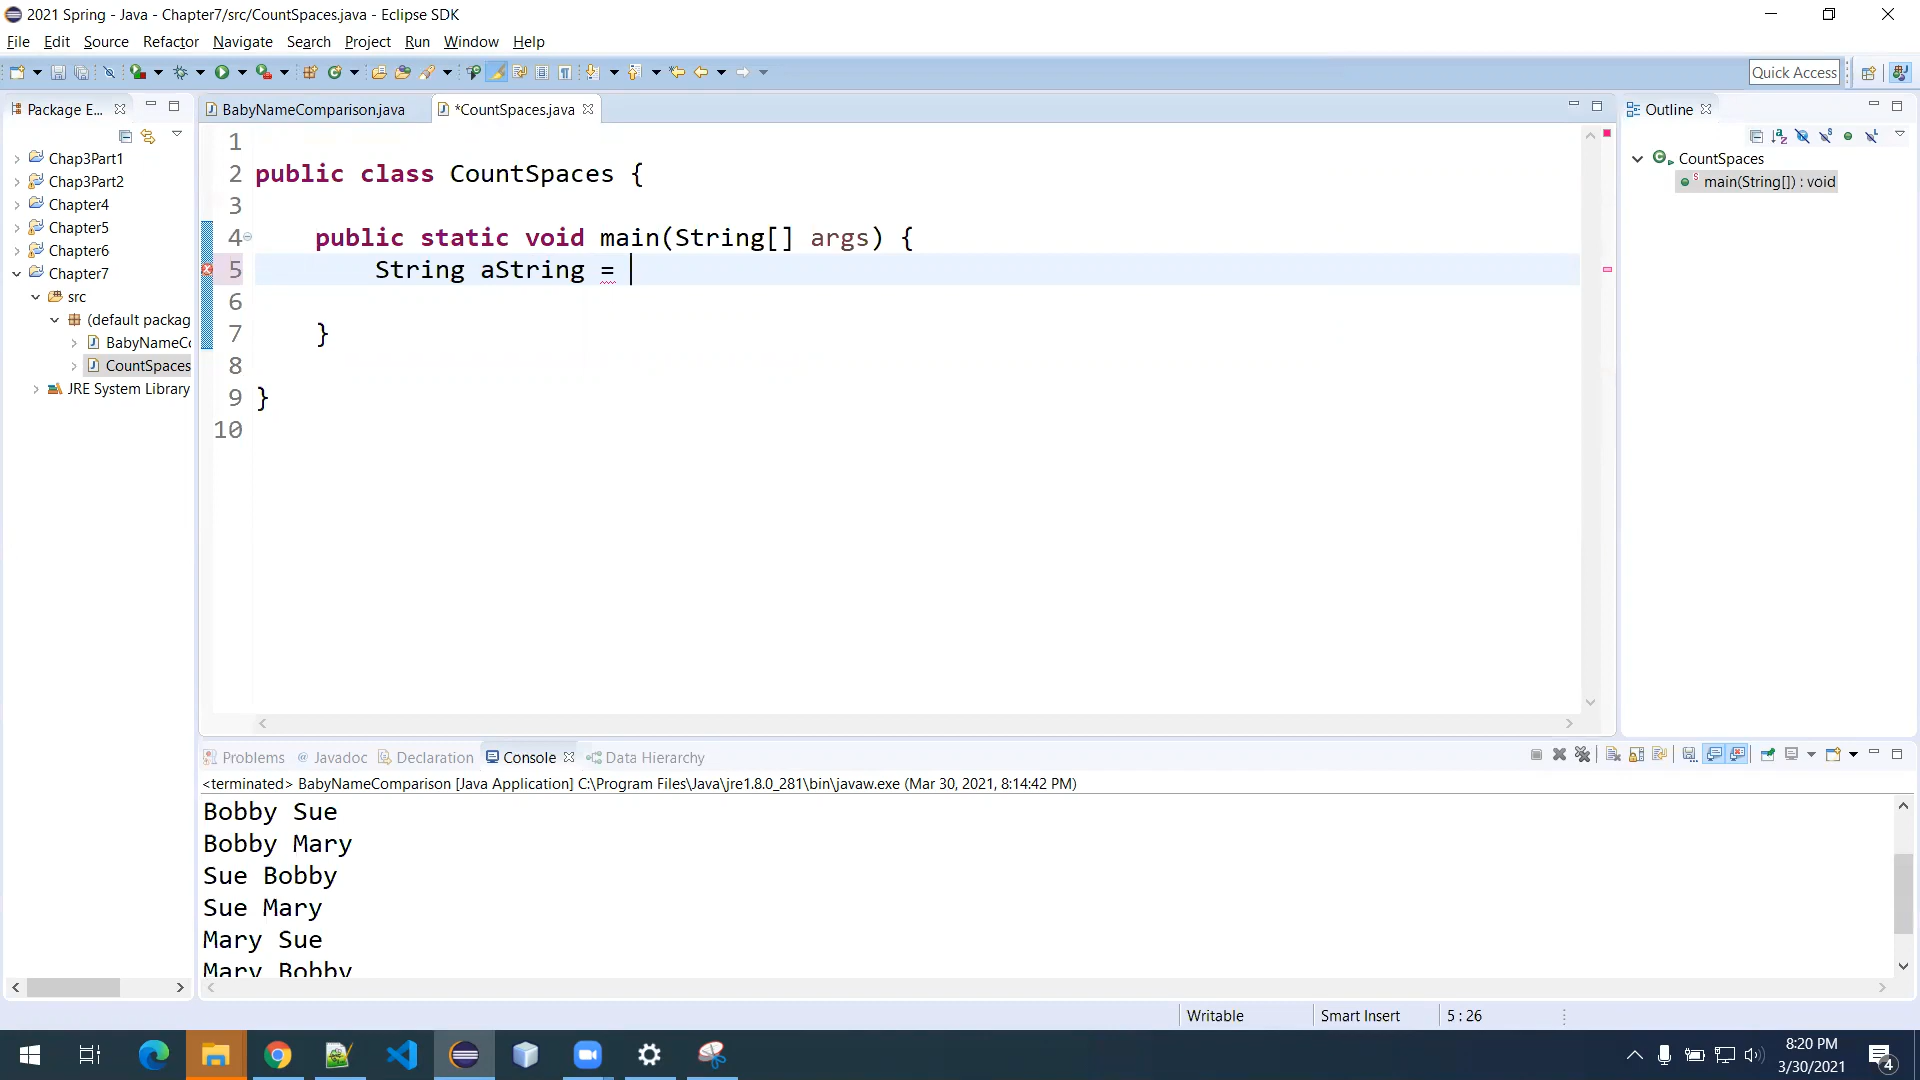 2021 Spring - Java - Chapter7/src/CountSpaces.java - Eclipse SDK
File Edit Source Refactor Navigate Search Project Run Window Help
Quick Access
Package E...
Chap3Part1
Chap3Part2
Chapter4
Chapter5
Chapter6
Chapter7
src
(default packag
BabyNameCo
CountSpaces
JRE System Library
BabyNameComparison.java *CountSpaces.java
1
2 public class CountSpaces {
3
4 public static void main(String[] args) {
5 String aString =
6
7 }
8
9 }
10
Outline
CountSpaces
main(String[]) : void
Problems @ Javadoc Declaration Console Data Hierarchy
<terminated> BabyNameComparison [Java Application] C:\Program Files\Java\jre1.8.0_281\bin\javaw.exe (Mar 30, 2021, 8:14:42 PM)
Bobby Sue
Bobby Mary
Sue Bobby
Sue Mary
Mary Sue
Mary Bobby
Writable Smart Insert 5 : 26
8:20 PM
3/30/2021
4